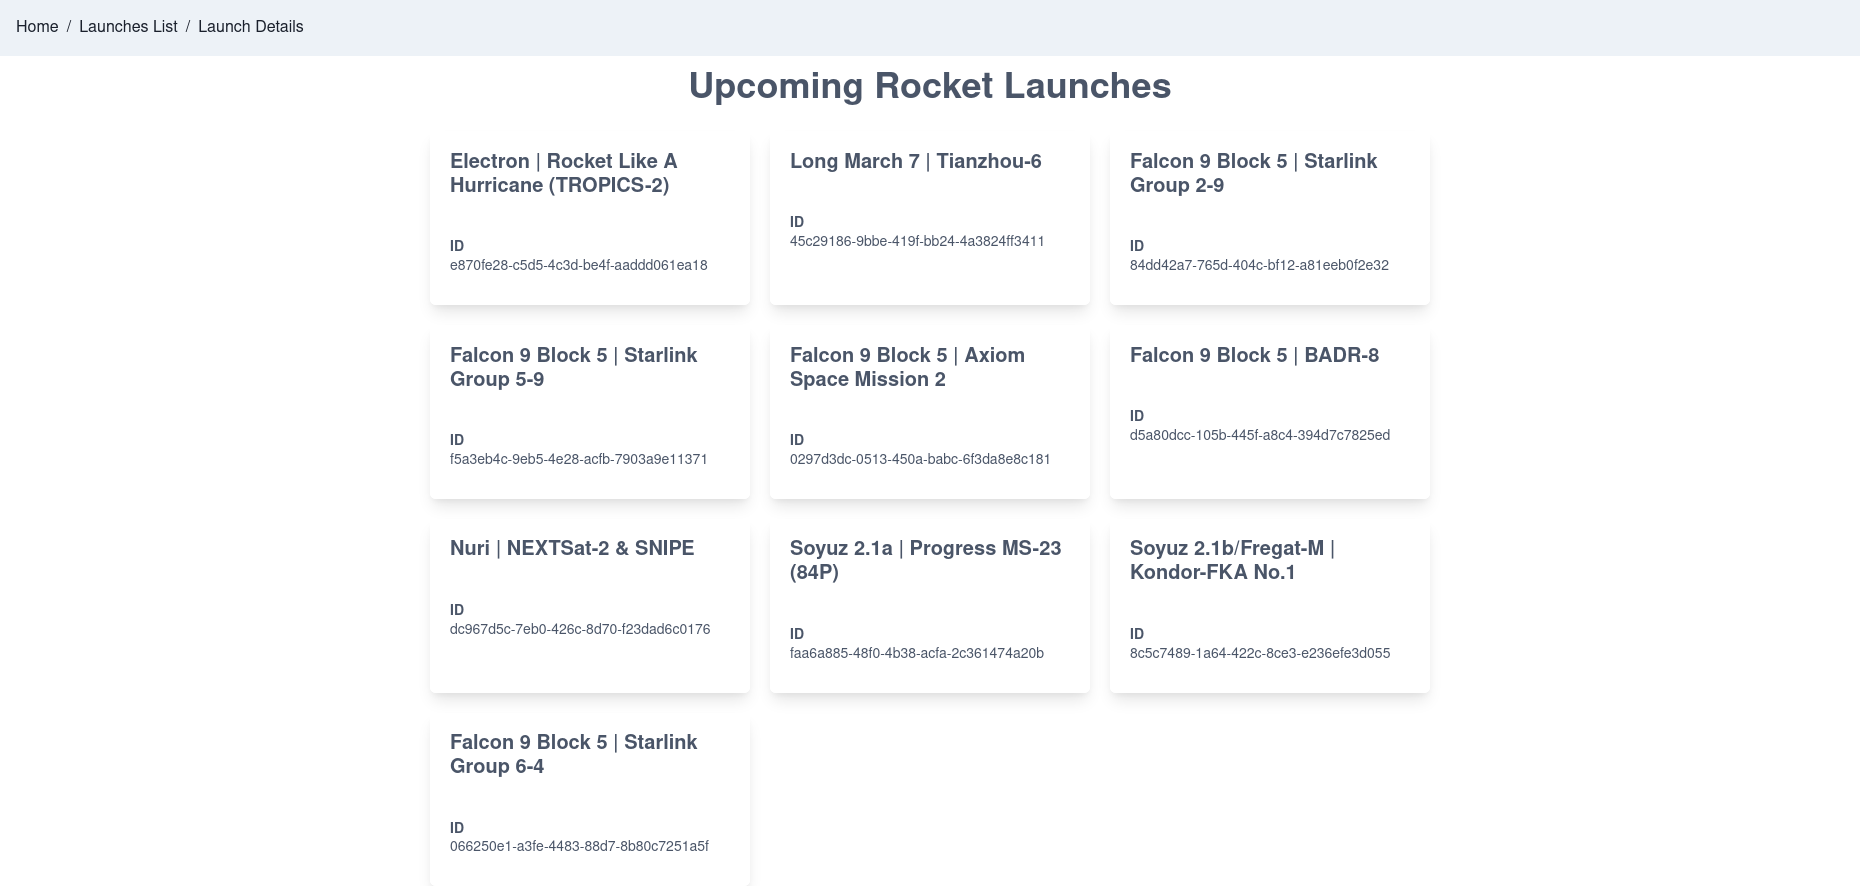 Home / Launches List / Launch Details
Upcoming Rocket Launches
Electron | Rocket Like A
Hurricane (TROPICS-2)
ID
e870fe28-c5d5-4c3d-be4f-aaddd061ea18
Long March 7 | Tianzhou-6
ID
45c29186-9bbe-419f-bb24-4a3824ff3411
Falcon 9 Block 5 | Starlink
Group 2-9
ID
84dd42a7-765d-404c-bf12-a81eeb0f2e32
Falcon 9 Block 5 | Starlink
Group 5-9
ID
f5a3eb4c-9eb5-4e28-acfb-7903a9e11371
Falcon 9 Block 5 | Axiom
Space Mission 2
ID
0297d3dc-0513-450a-babc-6f3da8e8c181
Falcon 9 Block 5 | BADR-8
ID
d5a80dcc-105b-445f-a8c4-394d7c7825ed
Nuri | NEXTSat-2 & SNIPE
ID
dc967d5c-7eb0-426c-8d70-f23dad6c0176
Soyuz 2.1a | Progress MS-23
(84P)
ID
faa6a885-48f0-4b38-acfa-2c361474a20b
Soyuz 2.1b/Fregat-M |
Kondor-FKA No.1
ID
8c5c7489-1a64-422c-8ce3-e236efe3d055
Falcon 9 Block 5 | Starlink
Group 6-4
ID
066250e1-a3fe-4483-88d7-8b80c7251a5f